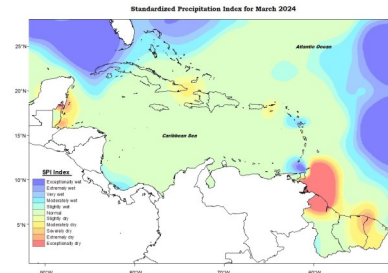 Standardized Precipitation Index for March 2024
25°N
Atlantic Ocean
20°N
15°N
Caribbean Sea
SPI Index
Exceptionally wet
Extremely wet
Very wet
Moderately wet
Slightly wet
Normal
Slightly dry
Moderately dry
Severely dry
Extremely dry
Exceptionally dry
10°N
5°N